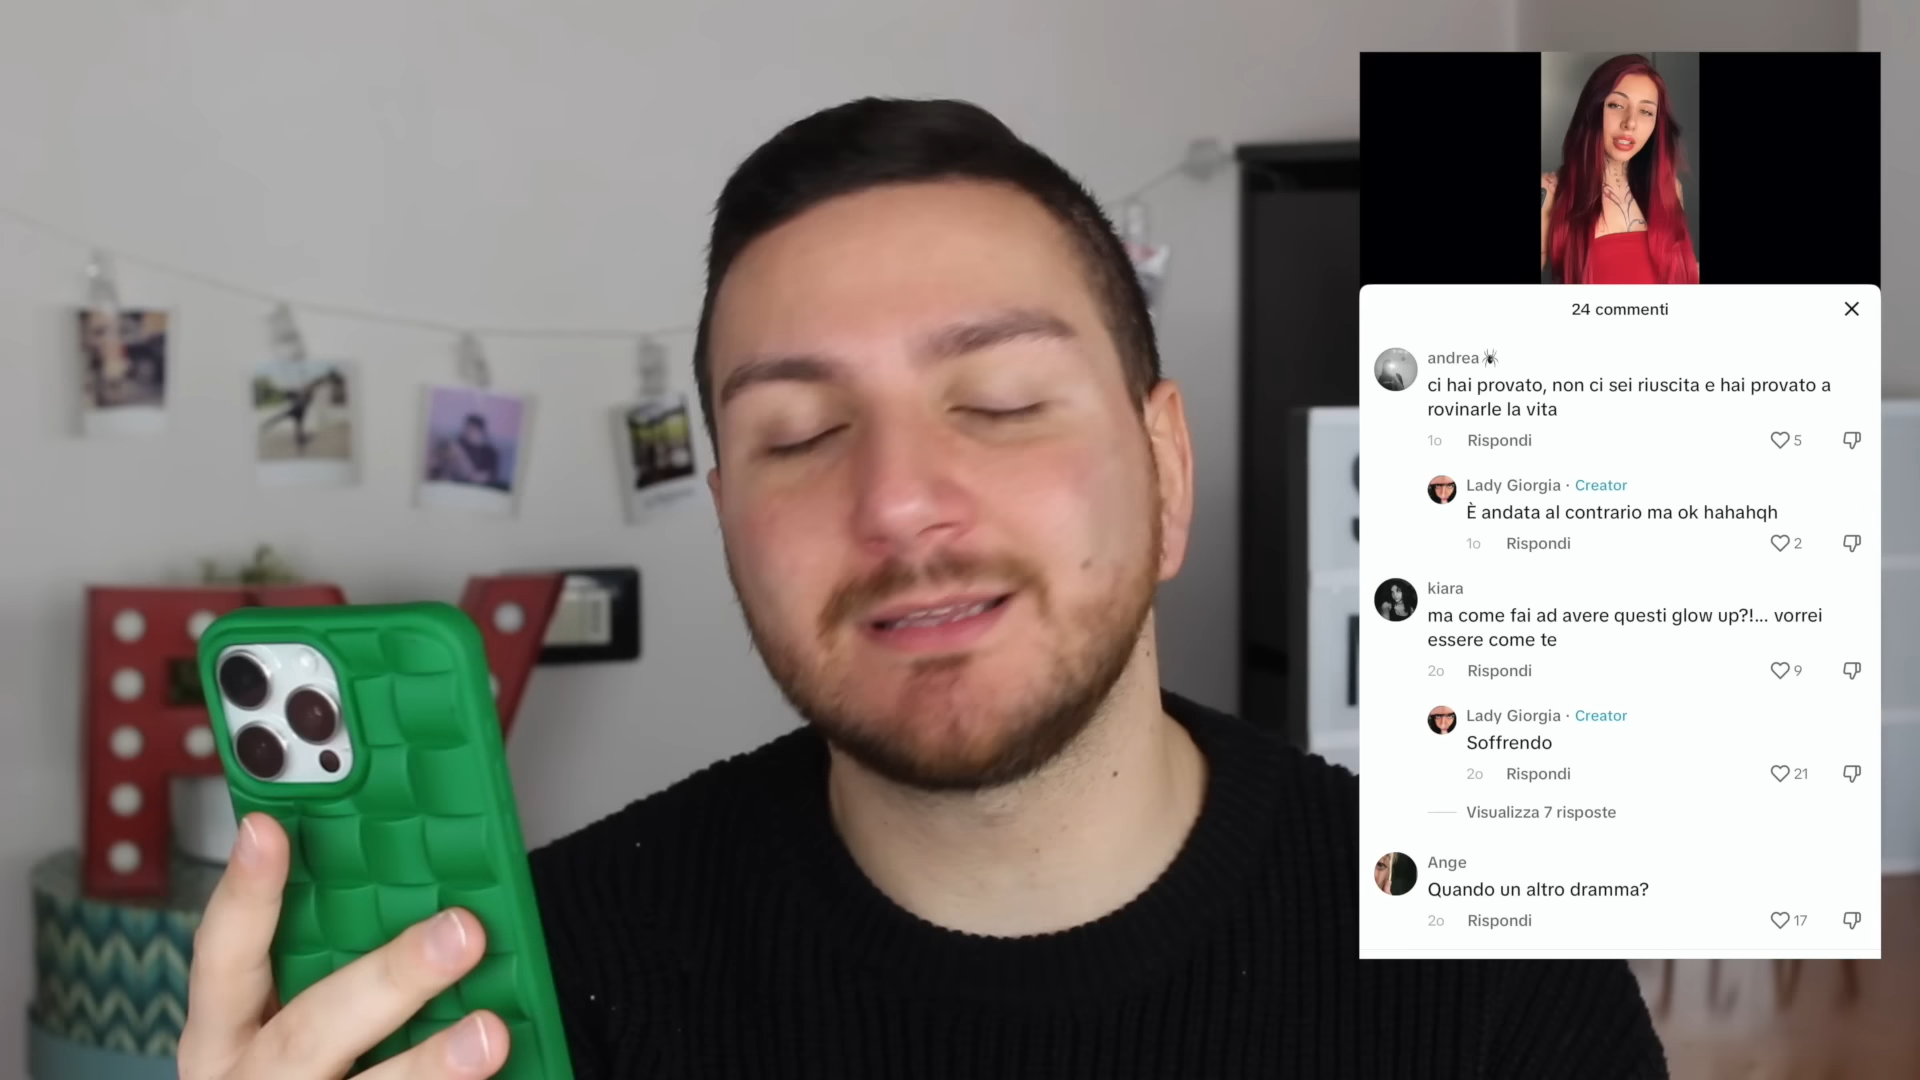 24 commenti
andrea🕷
ci hai provato, non ci sei riuscita e hai provato a
rovinarle la vita
1o Rispondi 5
Lady Giorgia · Creator
È andata al contrario ma ok hahahqh
1o Rispondi 2
kiara
ma come fai ad avere questi glow up?!... vorrei
essere come te
2o Rispondi 9
Lady Giorgia · Creator
Soffrendo
2o Rispondi 21
Visualizza 7 risposte
Ange
Quando un altro dramma?
2o Rispondi 17